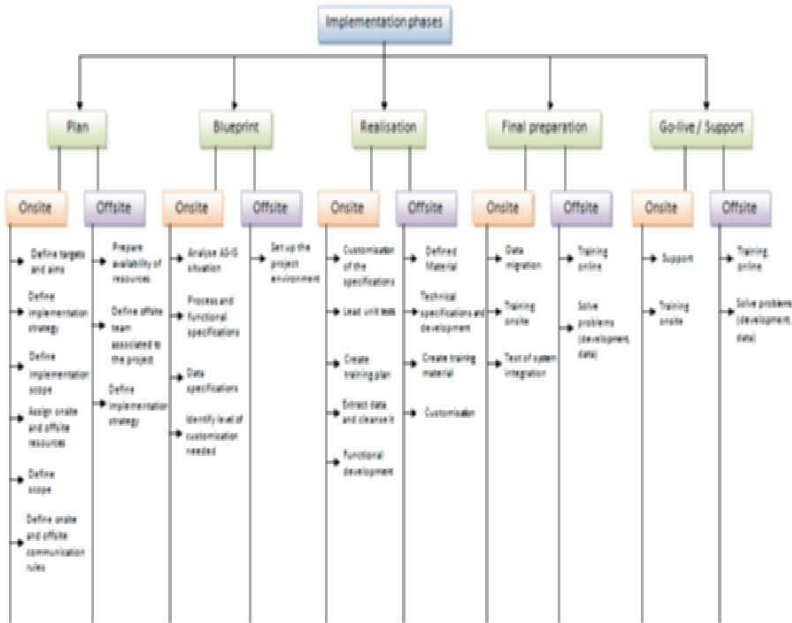 Implementation phases
Plan
Blueprint
Realisation
Final preparation
Go-live / Support
Onsite
Offsite
Onsite
Offsite
Onsite
Offsite
Onsite
Offsite
Onsite
Offsite
Define targets
and aims
Define
implementation
strategy
Define
implementation
scope
Assign onsite
and offsite
resources
Define
scope
Define onsite
and offsite
communication
rules
Prepare
availability of
resources
Define offsite
team
associated to
the project
Define
implementation
strategy
Analyse AS-IS
situation
Process and
functional
specifications
Data
specifications
Identify level of
customisation
needed
Set up the
project
environment
Customisation
of the
specifications
Lead unit tests
Create
training plan
Extract data
and cleanse it
Functional
development
Defined
Material
Technical
specifications and
development
Create training
material
Customisation
Data
migration
Training
onsite
Test of system
integration
Training
online
Solve
problems
(development,
data)
Support
Training
onsite
Training
online
Solve problems
(development,
data)